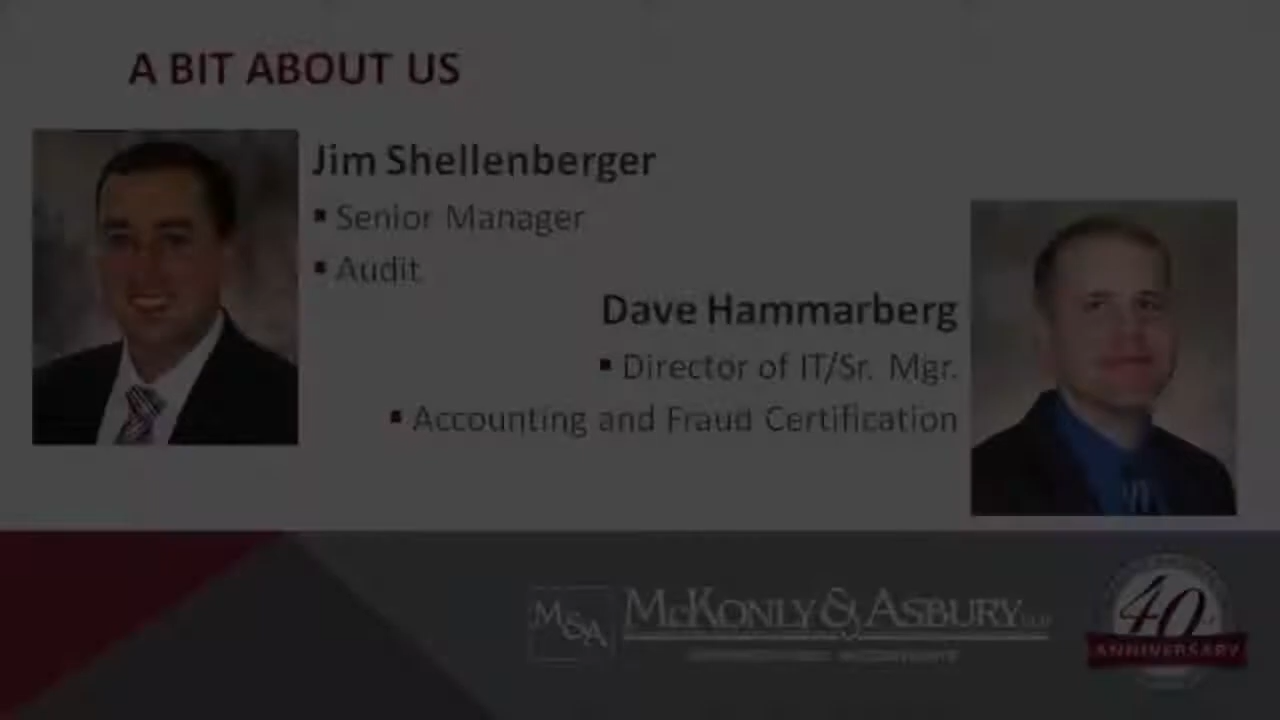 A BIT ABOUT US
Jim Shellenberger
▪ Senior Manager
▪ Audit
Dave Hammarberg
▪ Director of IT/Sr. Mgr.
▪ Accounting and Fraud Certification
MSA
McKonly & Asbury
40
ANNIVERSARY